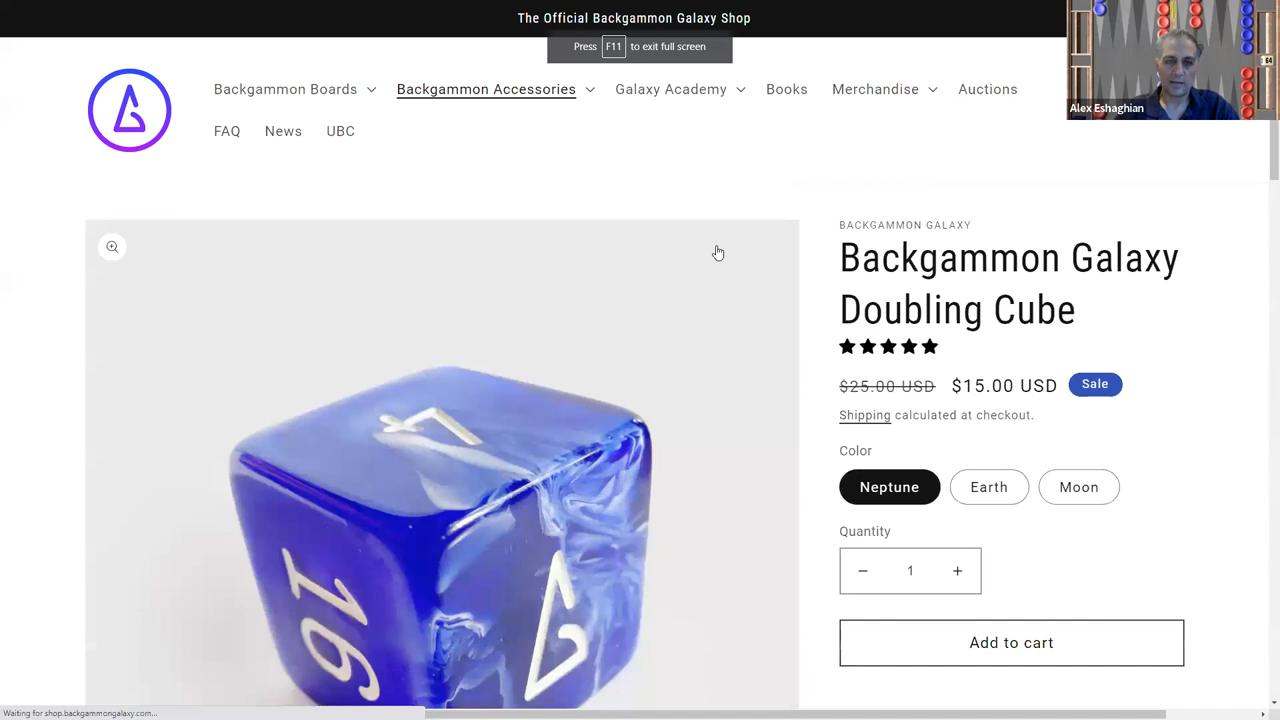 The Official Backgammon Galaxy Shop
Press F11 to exit full screen
Backgammon Boards
Backgammon Accessories
Galaxy Academy
Books
Merchandise
Auctions
FAQ
News
UBC
64
Alex Eshaghian
BACKGAMMON GALAXY
Backgammon Galaxy
Doubling Cube
$25.00 USD $15.00 USD Sale
Shipping calculated at checkout.
Color
Neptune
Earth
Moon
Quantity
− 1 +
Add to cart
4
16
Waiting for shop.backgammongalaxy.com...